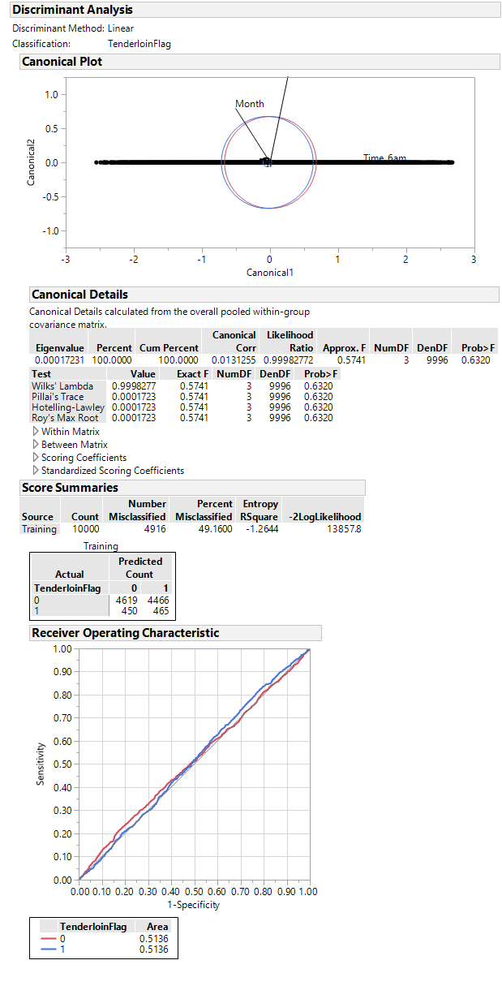 Discriminant Analysis
Discriminant Method: Linear
Classification: TenderloinFlag
Canonical Plot
Canonical2
1.0
0.5
0.0
-0.5
-1.0
Month
Time_6am
-3 -2 -1 0 1 2 3
Canonical1
Canonical Details
Canonical Details calculated from the overall pooled within-group
covariance matrix.
Canonical Likelihood
Eigenvalue Percent Cum Percent Corr Ratio Approx. F NumDF DenDF Prob>F
0.00017231 100.0000 100.0000 0.0131255 0.99982772 0.5741 3 9996 0.6320
Test Value Exact F NumDF DenDF Prob>F
Wilks' Lambda 0.9998277 0.5741 3 9996 0.6320
Pillai's Trace 0.0001723 0.5741 3 9996 0.6320
Hotelling-Lawley 0.0001723 0.5741 3 9996 0.6320
Roy's Max Root 0.0001723 0.5741 3 9996 0.6320
Within Matrix
Between Matrix
Scoring Coefficients
Standardized Scoring Coefficients
Score Summaries
Number Percent Entropy
Source Count Misclassified Misclassified RSquare -2LogLikelihood
Training 10000 4916 49.1600 -1.2644 13857.8
Training
Predicted
Actual Count
TenderloinFlag 0 1
0 4619 4466
1 450 465
Receiver Operating Characteristic
Sensitivity
1.00
0.90
0.80
0.70
0.60
0.50
0.40
0.30
0.20
0.10
0.00
0.00 0.10 0.20 0.30 0.40 0.50 0.60 0.70 0.80 0.90 1.00
1-Specificity
TenderloinFlag Area
0 0.5136
1 0.5136